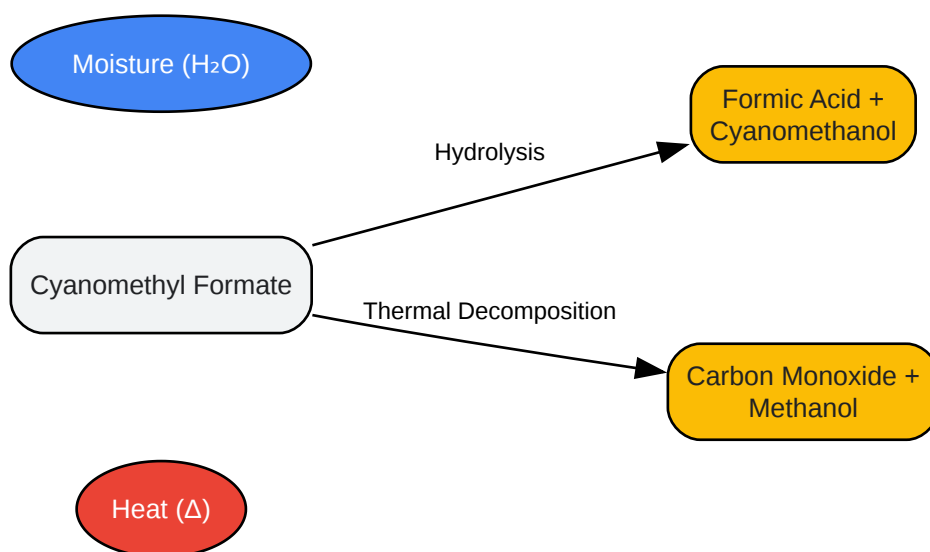 Moisture (H₂O)
Formic Acid +
Cyanomethanol
Hydrolysis
Cyanomethyl Formate
Thermal Decomposition
Carbon Monoxide +
Methanol
Heat (Δ)